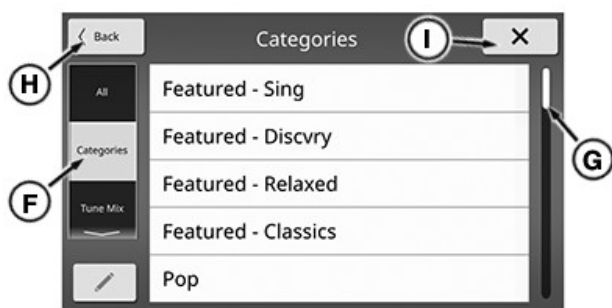 Back
Categories
I
H
All
Featured - Sing
Featured - Discvry
Categories
G
Featured - Relaxed
F
Tune Mix
Featured - Classics
Pop